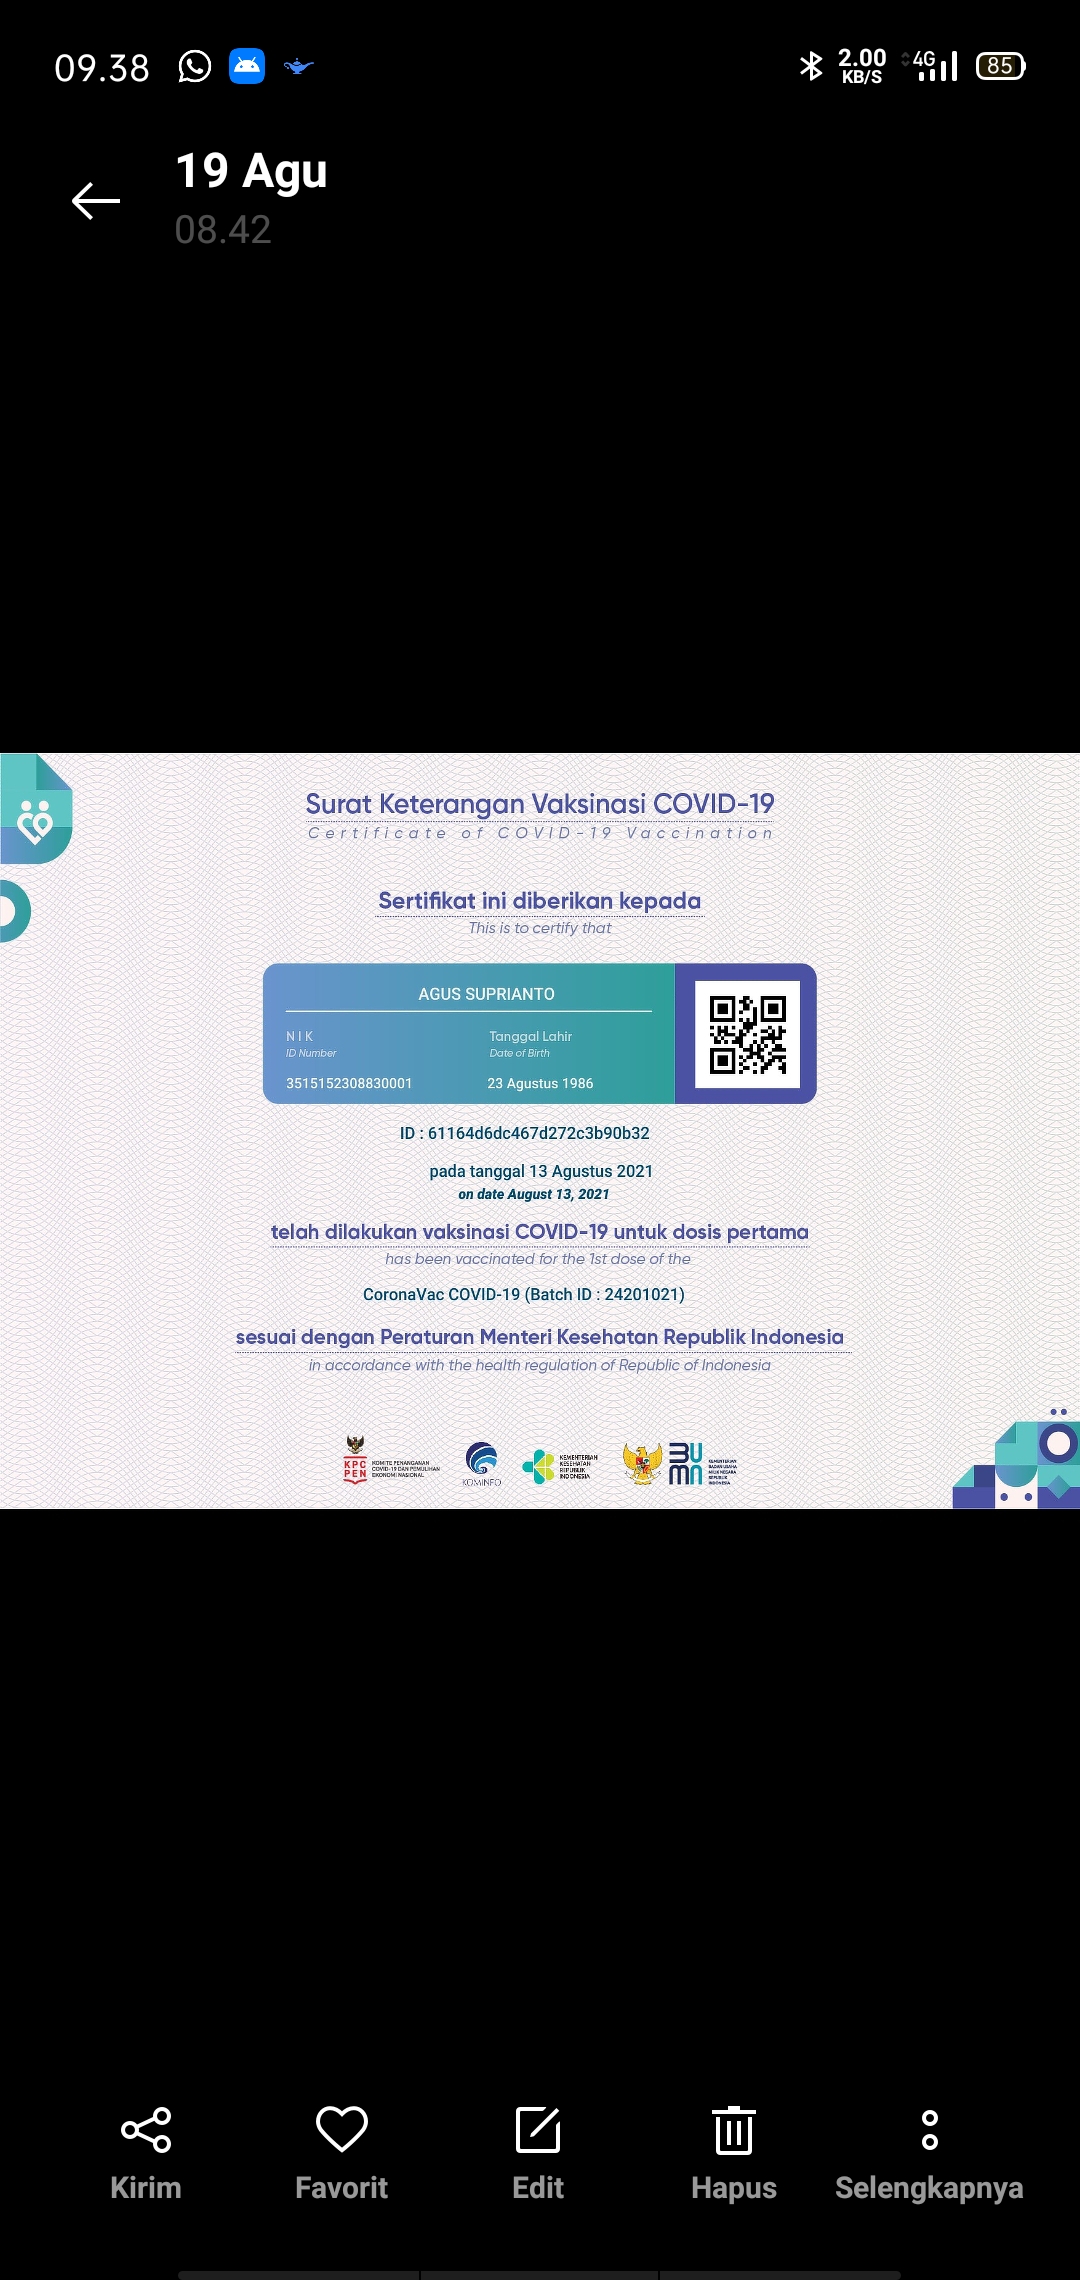 09.38
2.00
KB/S
4G
85
19 Agu
08.42
Surat Keterangan Vaksinasi COVID-19
Certificate of COVID-19 Vaccination
Sertifikat ini diberikan kepada
This is to certify that
AGUS SUPRIANTO
NIK
Tanggal Lahir
ID Number
Date of Birth
3515152308830001
23 Agustus 1986
ID : 61164d6dc467d272c3b90b32
pada tanggal 13 Agustus 2021
on date August 13, 2021
telah dilakukan vaksinasi COVID-19 untuk dosis pertama
has been vaccinated for the 1st dose of the
CoronaVac COVID-19 (Batch ID : 24201021)
sesuai dengan Peraturan Menteri Kesehatan Republik Indonesia
in accordance with the health regulation of Republic of Indonesia
KPC
PEN
KOMITE PENANGANAN
COVID-19 DAN PEMULIHAN
EKONOMI NASIONAL
KOMINFO
KEMENTERIAN
KESEHATAN
REPUBLIK
INDONESIA
BUMN
KEMENTERIAN
BADAN USAHA
MILIK NEGARA
REPUBLIK
INDONESIA
Kirim
Favorit
Edit
Hapus
Selengkapnya